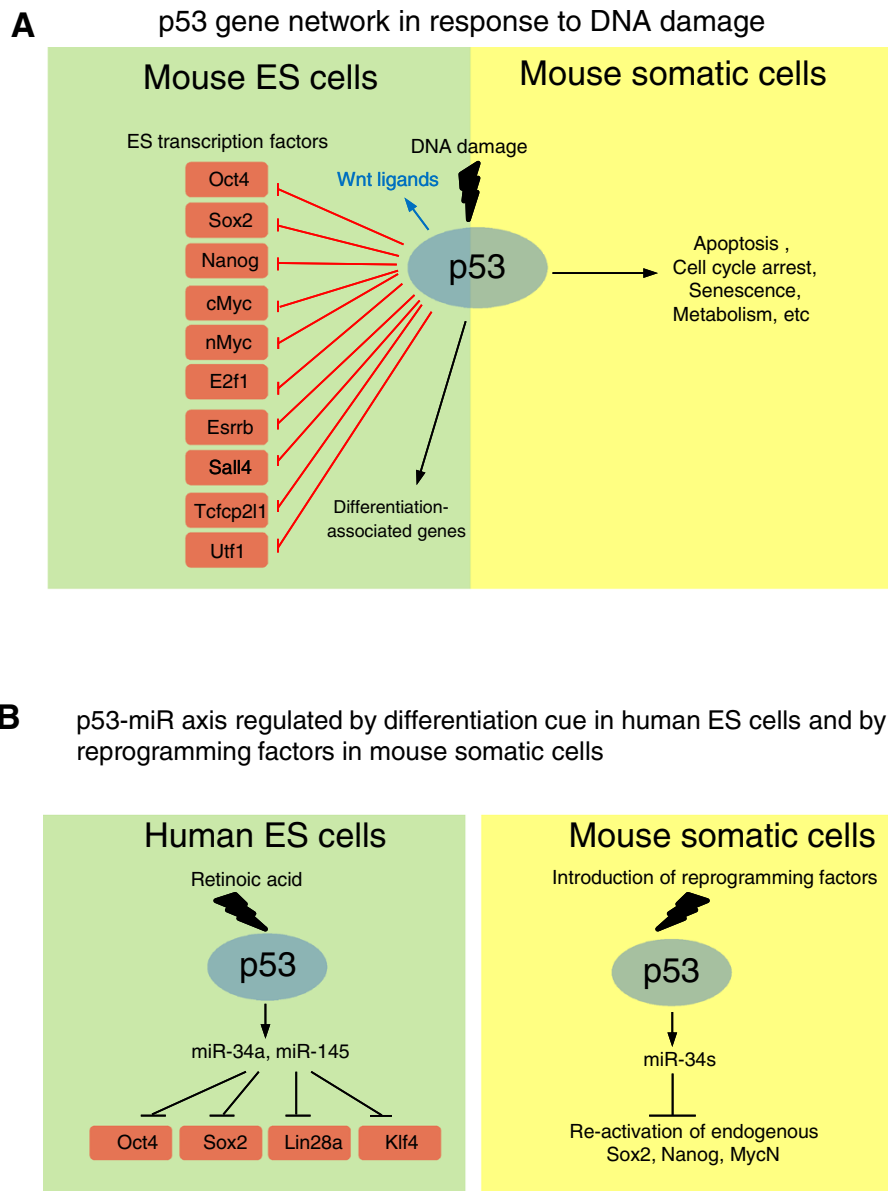 A
p53 gene network in response to DNA damage
Mouse ES cells
Mouse somatic cells
ES transcription factors
DNA damage
Wnt ligands
Oct4
Sox2
Nanog
cMyc
nMyc
E2f1
Esrrb
Sall4
Tcfcp2l1
Utf1
p53
Apoptosis ,
Cell cycle arrest,
Senescence,
Metabolism, etc
Differentiation-
associated genes
B
p53-miR axis regulated by differentiation cue in human ES cells and by
reprogramming factors in mouse somatic cells
Human ES cells
Retinoic acid
p53
miR-34a, miR-145
Oct4
Sox2
Lin28a
Klf4
Mouse somatic cells
Introduction of reprogramming factors
p53
miR-34s
Re-activation of endogenous
Sox2, Nanog, MycN